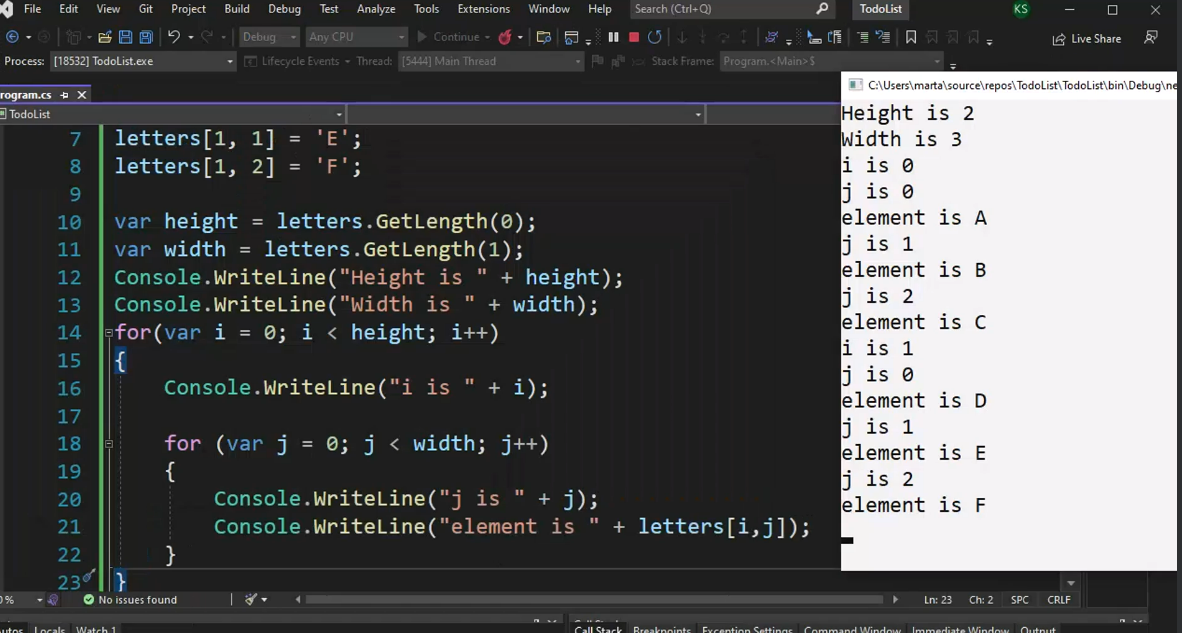 File Edit View Git Project Build Debug Test Analyze Tools Extensions Window Help Search (Ctrl+Q) TodoList KS
Debug Any CPU Continue Live Share
Process: [18532] TodoList.exe Lifecycle Events Thread: [5444] Main Thread Stack Frame: Program.<Main>$
rogram.cs
TodoList
7 letters[1, 1] = 'E';
8 letters[1, 2] = 'F';
9
10 var height = letters.GetLength(0);
11 var width = letters.GetLength(1);
12 Console.WriteLine("Height is " + height);
13 Console.WriteLine("Width is " + width);
14 for(var i = 0; i < height; i++)
15 {
16 Console.WriteLine("i is " + i);
17
18 for (var j = 0; j < width; j++)
19 {
20 Console.WriteLine("j is " + j);
21 Console.WriteLine("element is " + letters[i,j]);
22 }
23 }
C:\Users\marta\source\repos\TodoList\TodoList\bin\Debug\ne
Height is 2
Width is 3
i is 0
j is 0
element is A
j is 1
element is B
j is 2
element is C
i is 1
j is 0
element is D
j is 1
element is E
j is 2
element is F
0% No issues found Ln: 23 Ch: 2 SPC CRLF
Autos Locals Watch 1 Call Stack Breakpoints Exception Settings Command Window Immediate Window Output